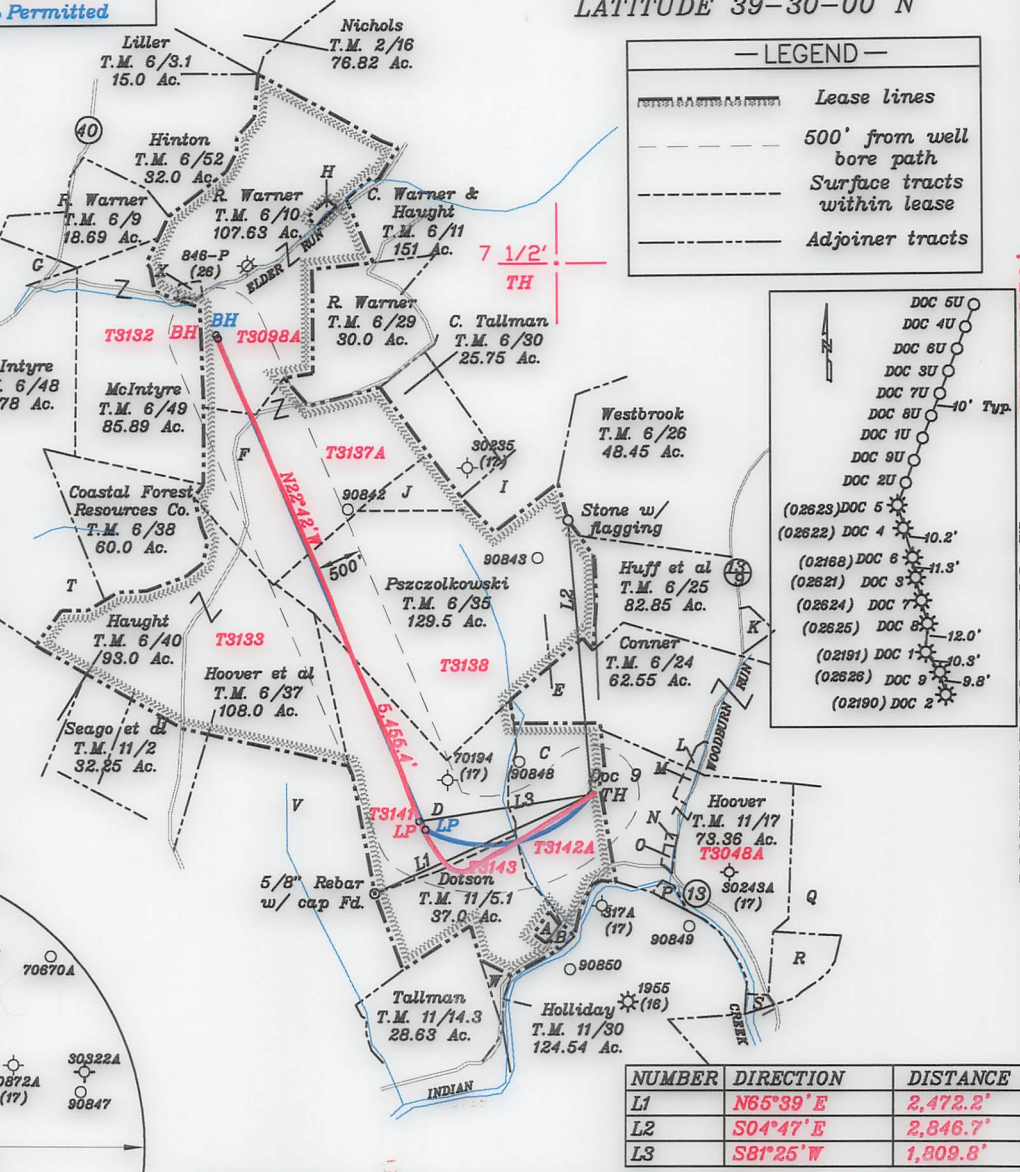 Permitted
LATITUDE 39-30-00 N
Liller
T.M. 6/3.1
15.0 Ac.
Nichols
T.M. 2/16
76.82 Ac.
LEGEND
Lease lines
500' from well
bore path
Surface tracts
within lease
Adjoiner tracts
40
Hinton
T.M. 6/52
32.0 Ac.
H
R. Warner
T.M. 6/9
18.69 Ac.
R. Warner
T.M. 6/10
107.63 Ac.
C. Warner &
Haught
T.M. 6/11
151 Ac.
G
X
846-P
(26)
ELDER RUN
7 1/2'
TH
R. Warner
T.M. 6/29
30.0 Ac.
C. Tallman
T.M. 6/30
25.75 Ac.
T3132
BH
BH
T3098A
Intyre
6/48
78 Ac.
McIntyre
T.M. 6/49
85.89 Ac.
F
T3137A
30235
(17)
Westbrook
T.M. 6/26
48.45 Ac.
N
DOC 5U
DOC 4U
DOC 6U
DOC 3U
DOC 7U
DOC 8U
10' Typ.
DOC 1U
DOC 9U
DOC 2U
(02623) DOC 5
(02622) DOC 4
10.2'
(02168) DOC 6
11.3'
(02621) DOC 3
(02624) DOC 7
(02625) DOC 8
12.0'
(02191) DOC 1
10.3'
(02626) DOC 9
9.8'
(02190) DOC 2
Coastal Forest
Resources Co.
T.M. 6/38
60.0 Ac.
90842
J
I
N22°42'W
Stone w/
flagging
500'
90843
T
Pszczolkowski
T.M. 6/35
129.5 Ac.
L2
Huff et al
T.M. 6/25
82.85 Ac.
13
9
Haught
T.M. 6/40
93.0 Ac.
T3133
T3138
K
Conner
T.M. 6/24
62.55 Ac.
E
Hoover et al
T.M. 6/37
108.0 Ac.
Seago et al
T.M. 11/2
32.25 Ac.
U
5,455.4'
70194
(17)
C
90848
WOODBURN RUN
L
M
V
Doc 9
TH
T3141
D
LP
LP
L3
N
O
Hoover
T.M. 11/17
73.36 Ac.
T3048A
30243A
(17)
T3142A
T3143
L1
5/8" Rebar
w/ cap Fd.
Dotson
T.M. 11/5.1
37.0 Ac.
P
13
Q
317A
(17)
A
B
90849
R
90850
70670A
W
Tallman
T.M. 11/14.3
28.63 Ac.
1955
(16)
Holliday
T.M. 11/30
124.54 Ac.
S
CREEK
INDIAN
0872A
(17)
30322A
90847
NUMBER DIRECTION DISTANCE
L1 N65°39'E 2,472.2'
L2 S04°47'E 2,846.7'
L3 S81°25'W 1,809.8'